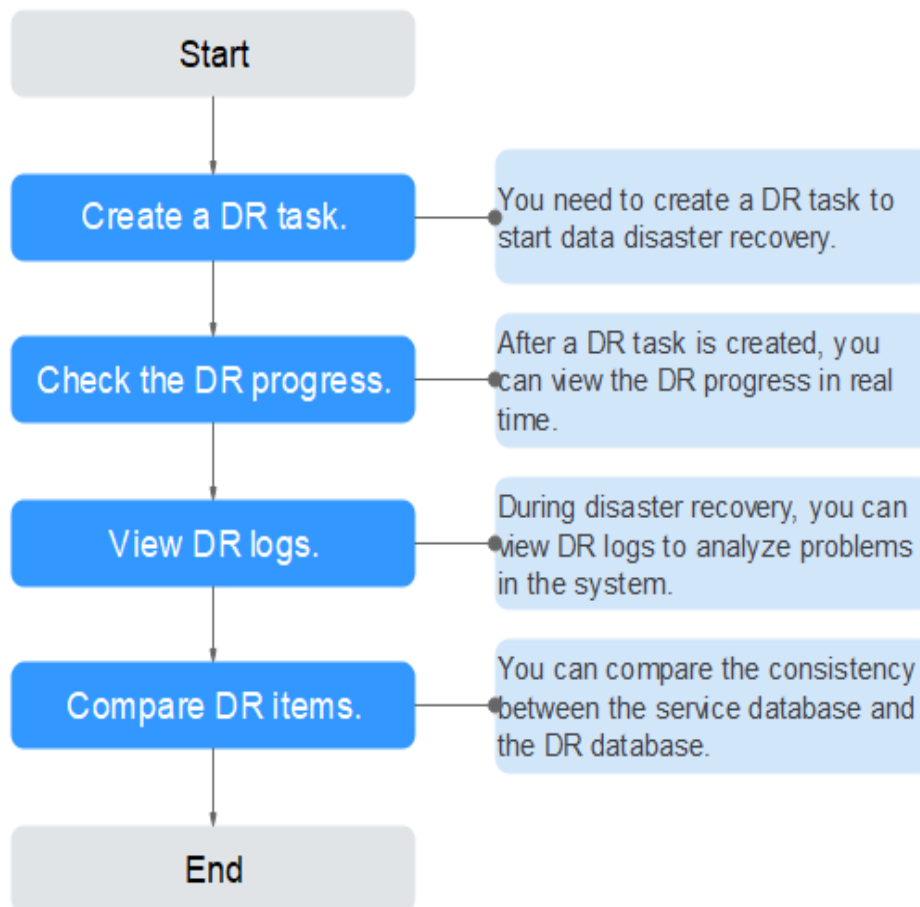 Start
Create a DR task.
You need to create a DR task to
start data disaster recovery.
Check the DR progress.
After a DR task is created, you
can view the DR progress in real
time.
View DR logs.
During disaster recovery, you can
view DR logs to analyze problems
in the system.
Compare DR items.
You can compare the consistency
between the service database and
the DR database.
End